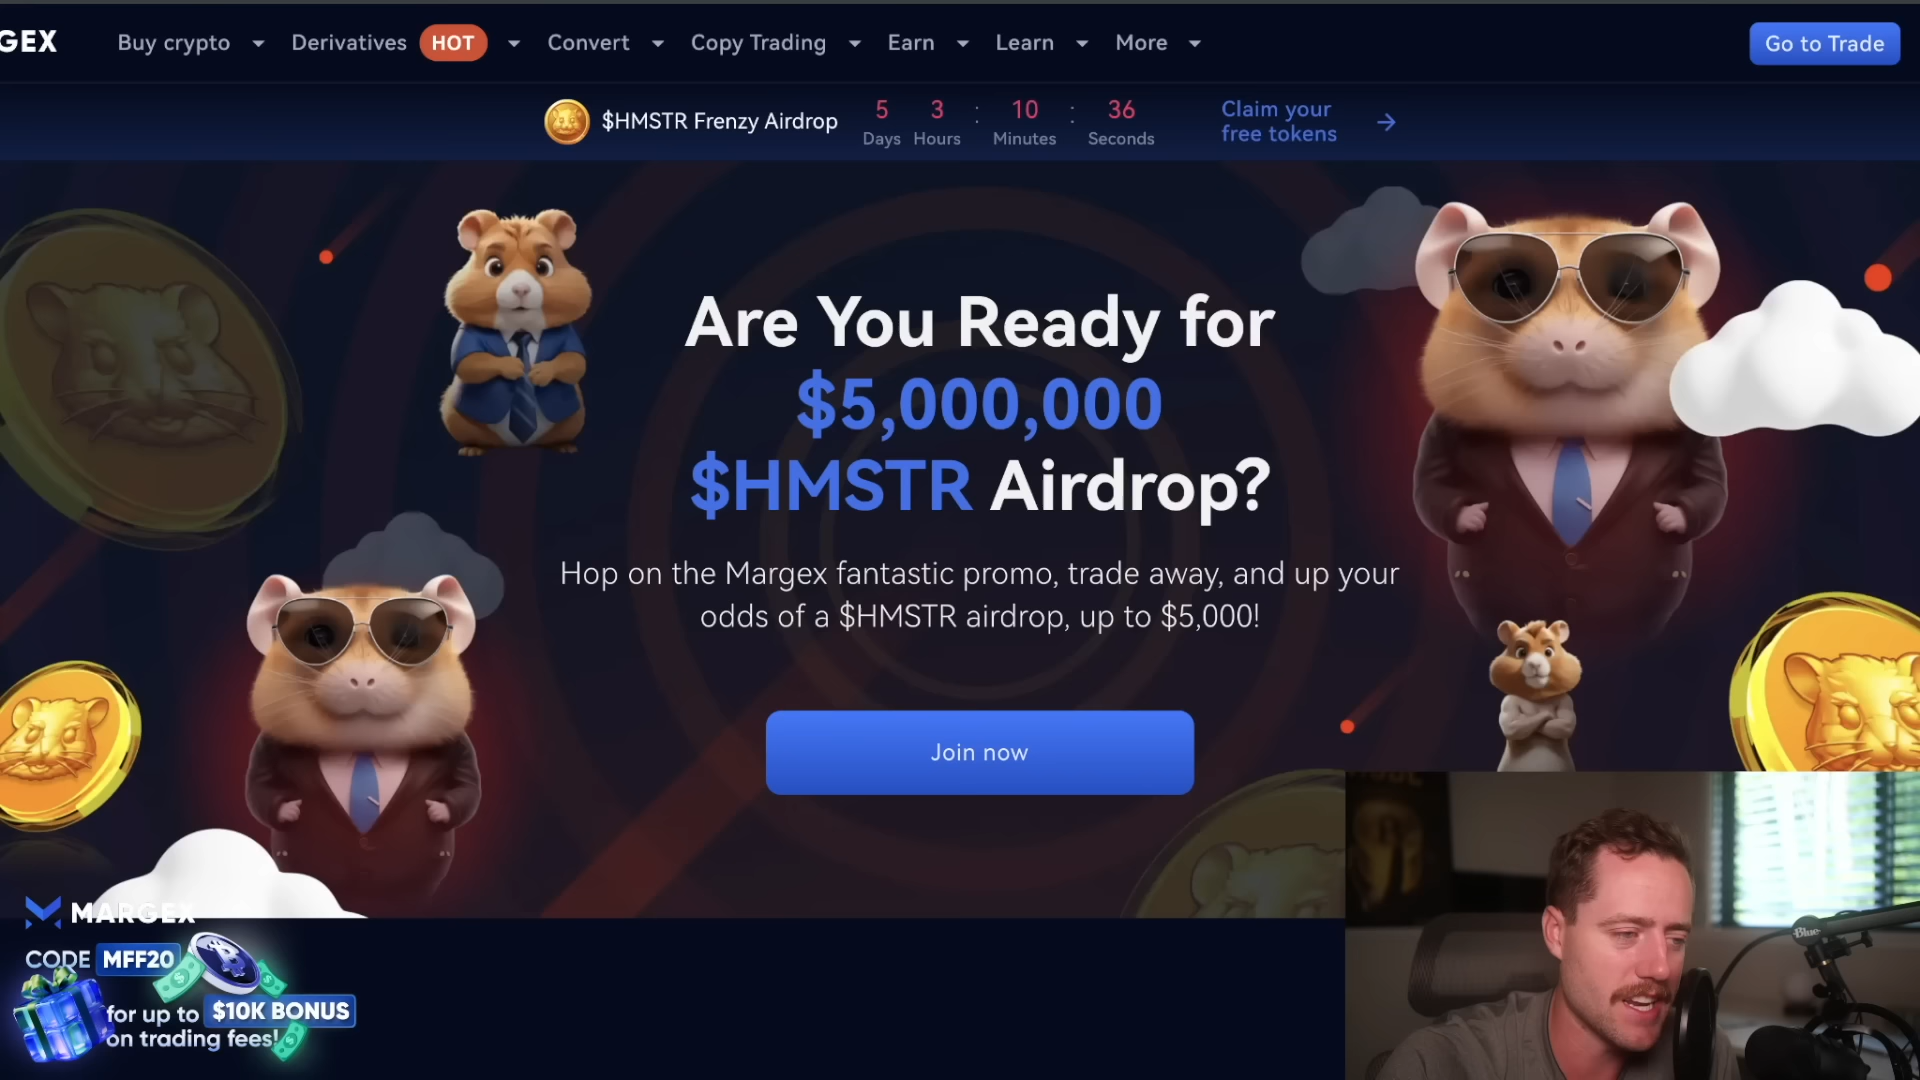 GEX
Buy crypto
Derivatives HOT
Convert
Copy Trading
Earn
Learn
More
Go to Trade
$HMSTR Frenzy Airdrop
5 3 : 10 : 36
Days Hours Minutes Seconds
Claim your
free tokens
Are You Ready for
$5,000,000
$HMSTR Airdrop?
Hop on the Margex fantastic promo, trade away, and up your
odds of a $HMSTR airdrop, up to $5,000!
Join now
MARGEX
CODE MFF20
for up to $10K BONUS
on trading fees!
Blue